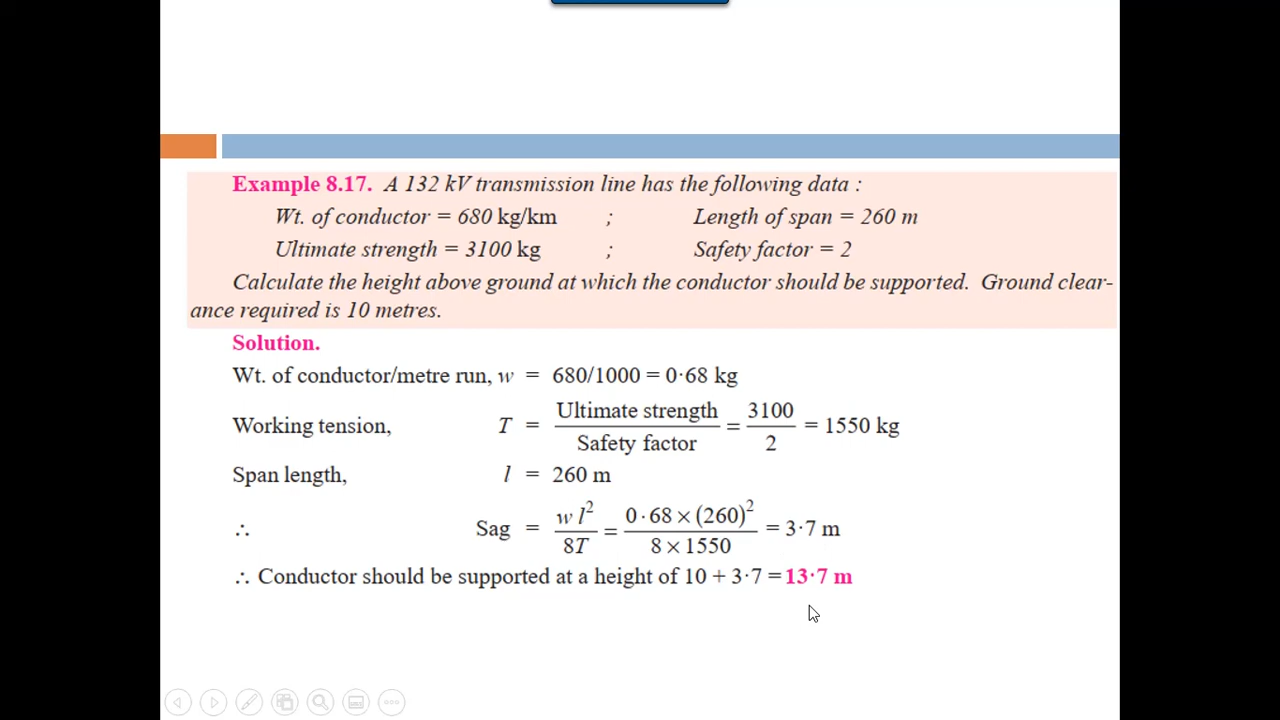 Example 8.17. A 132 kV transmission line has the following data :
Wt. of conductor = 680 kg/km ; Length of span = 260 m
Ultimate strength = 3100 kg ; Safety factor = 2
Calculate the height above ground at which the conductor should be supported. Ground clear-
ance required is 10 metres.
Solution.
Wt. of conductor/metre run, w = 680/1000 = 0·68 kg
Working tension, T = Ultimate strength / Safety factor = 3100 / 2 = 1550 kg
Span length, l = 260 m
∴ Sag = w l² / 8T = 0·68 × (260)² / 8 × 1550 = 3·7 m
∴ Conductor should be supported at a height of 10 + 3·7 = 13·7 m